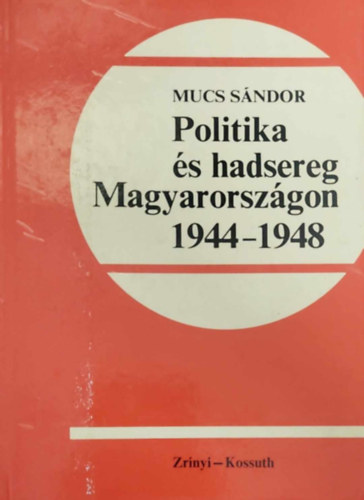 MUCS SÁNDOR
Politika
és hadsereg
Magyarországon
1944–1948
Zrínyi–Kossuth